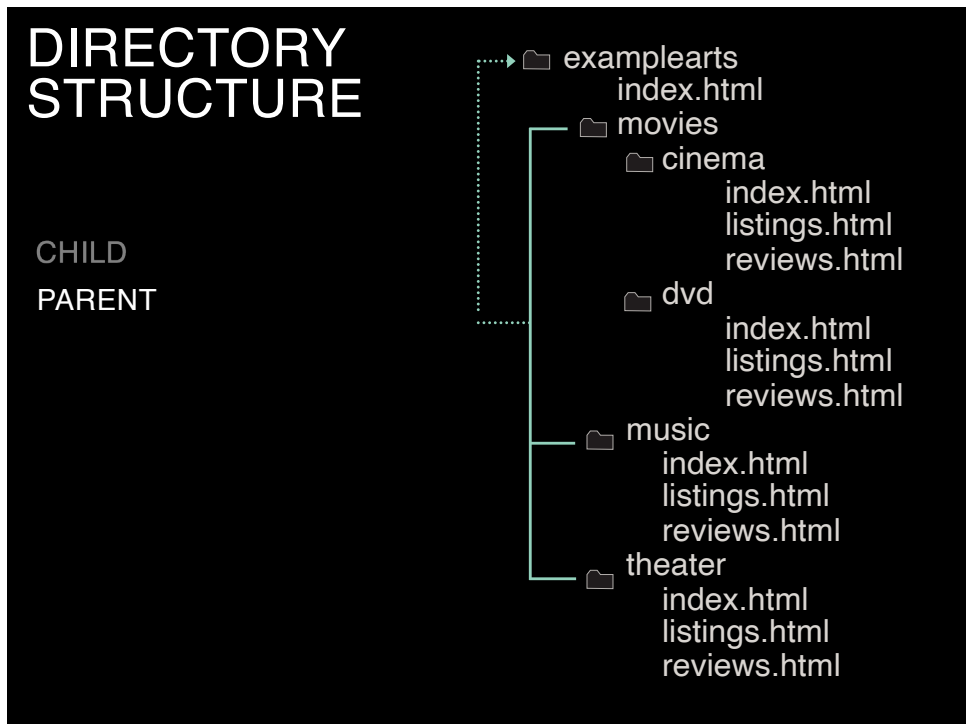 DIRECTORY
STRUCTURE
CHILD
PARENT
examplearts
index.html
movies
cinema
index.html
listings.html
reviews.html
dvd
index.html
listings.html
reviews.html
music
index.html
listings.html
reviews.html
theater
index.html
listings.html
reviews.html